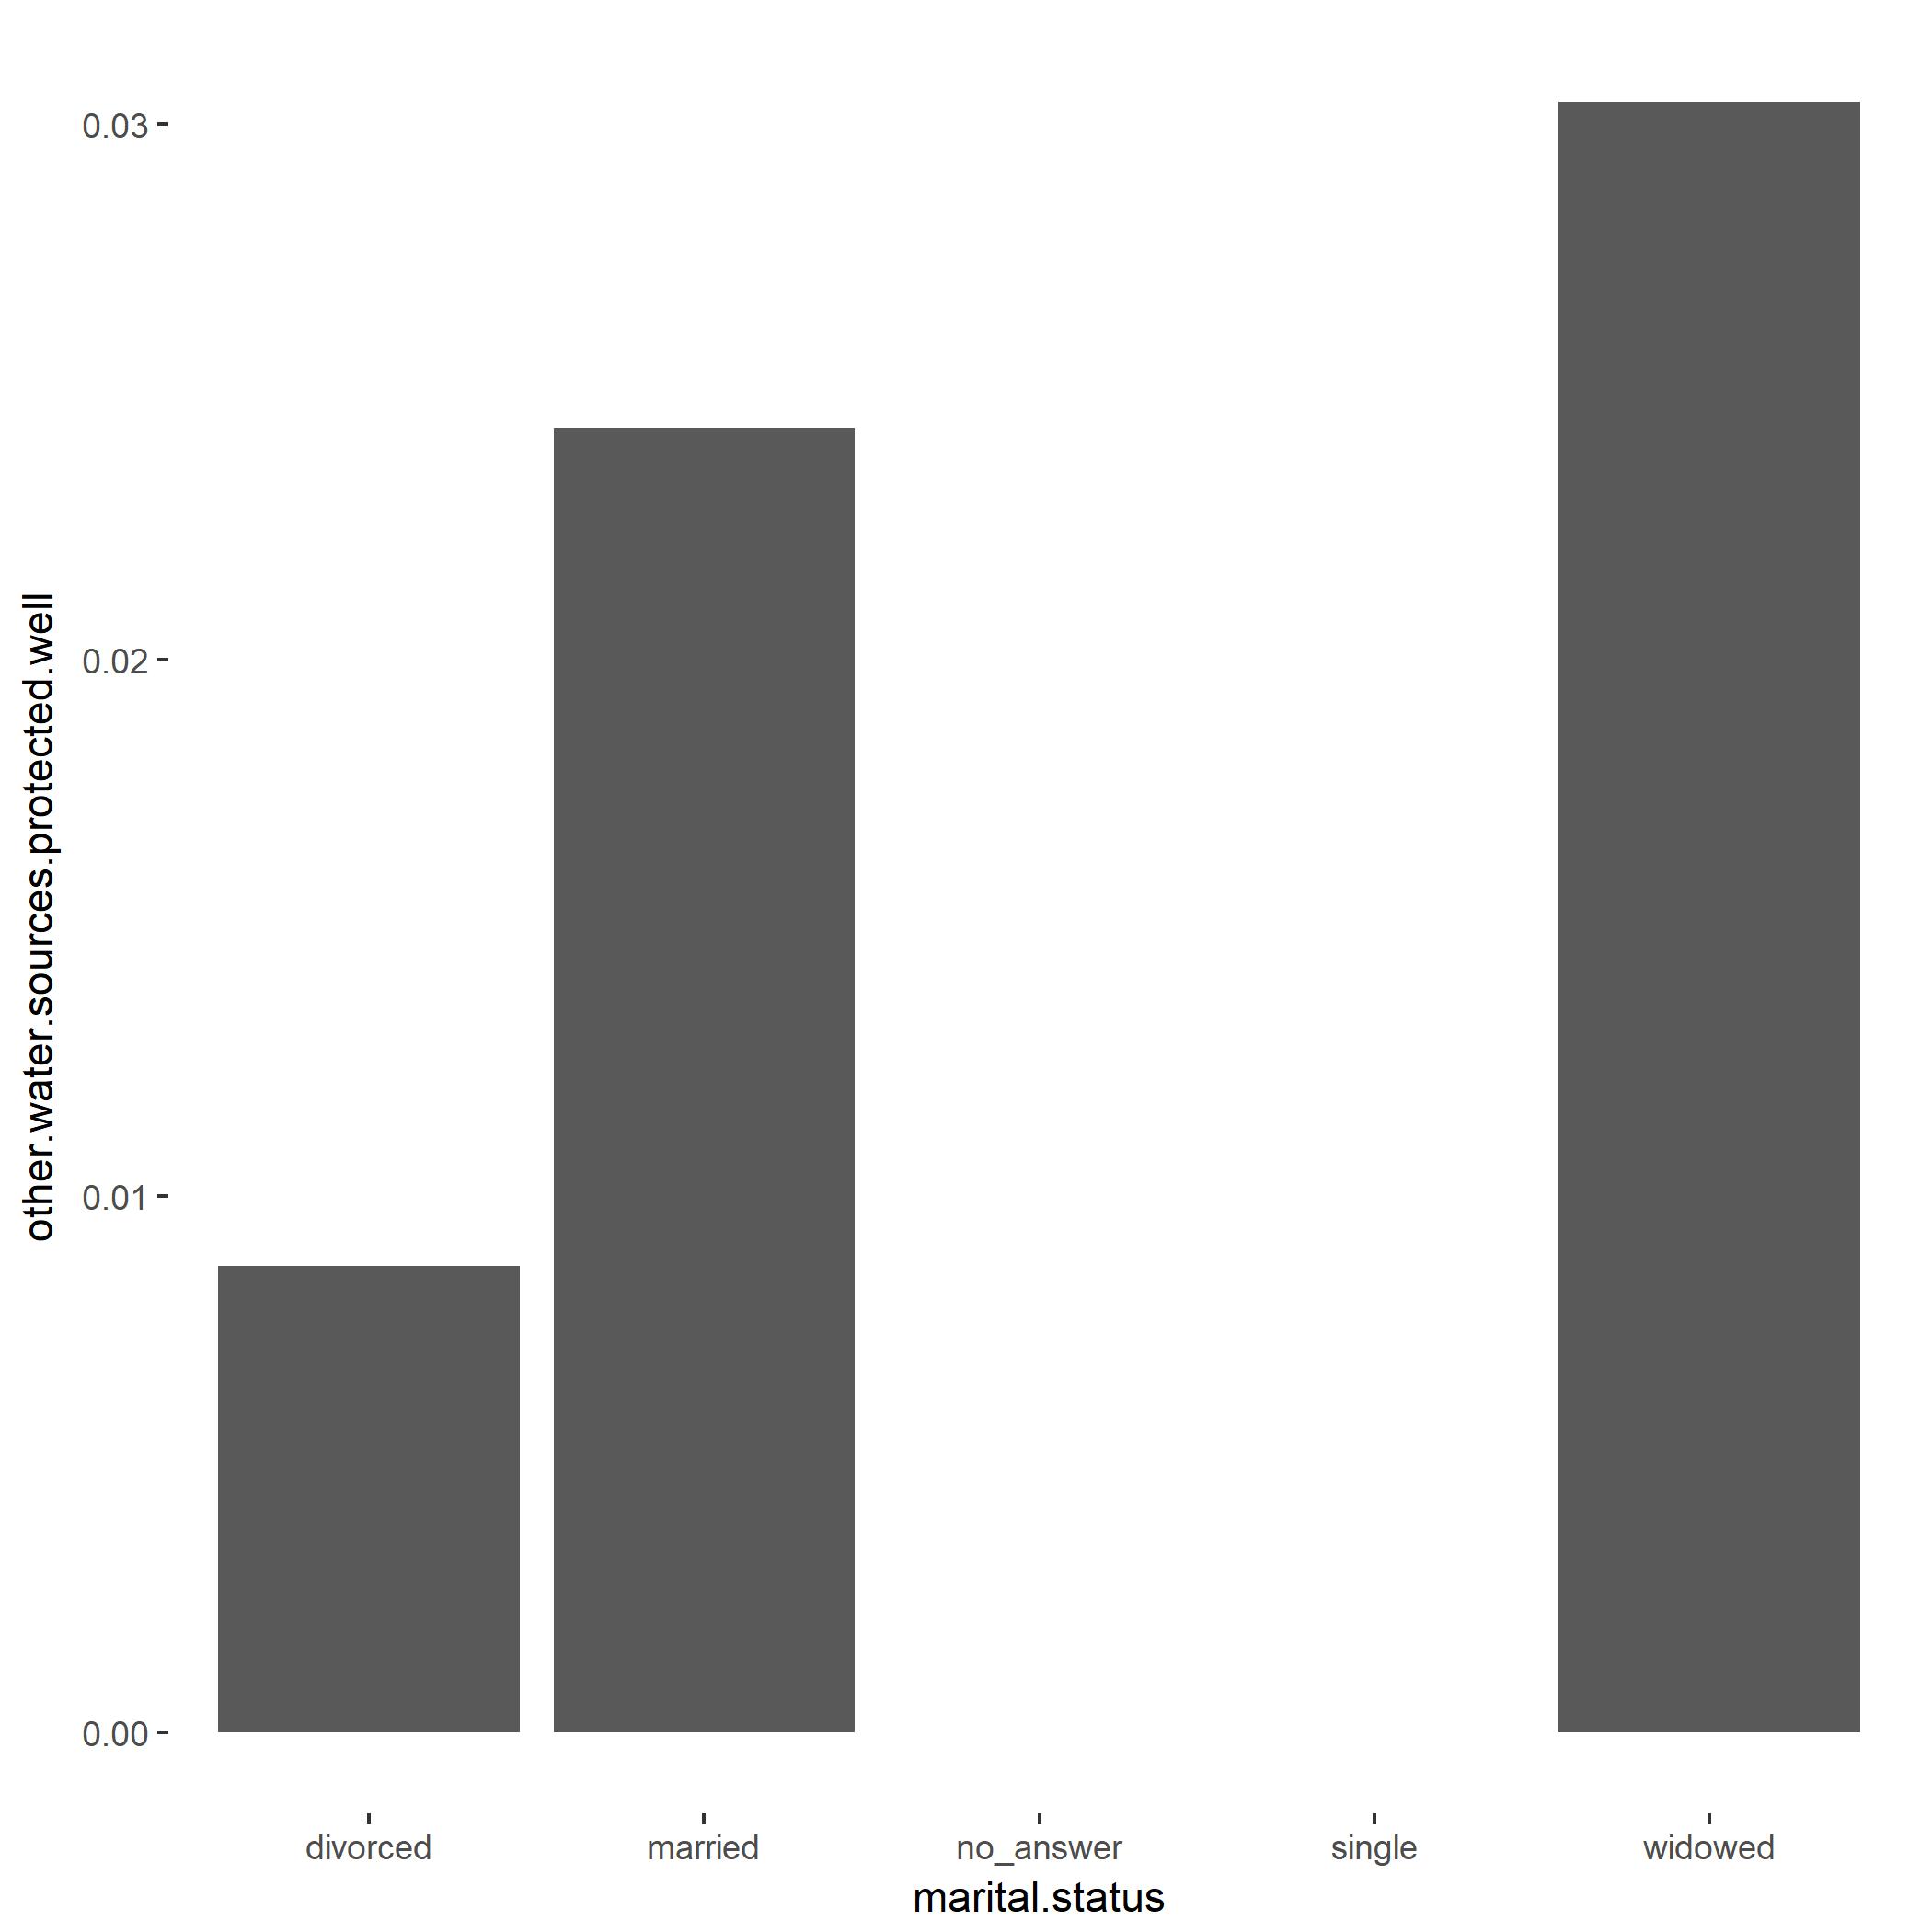 other.water.sources.protected.well
0.03
0.02
0.01
0.00
divorced married no_answer single widowed
marital.status